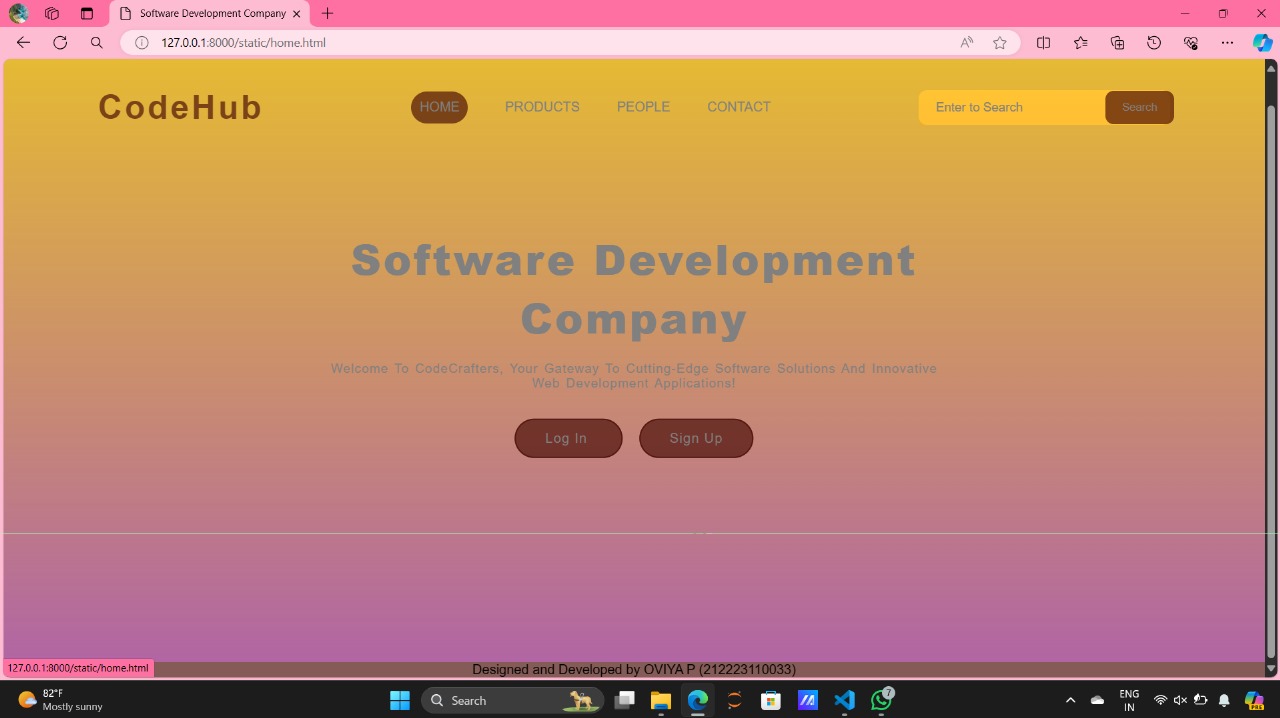 Software Development Company
127.0.0.1:8000/static/home.html
CodeHub
HOME
PRODUCTS
PEOPLE
CONTACT
Enter to Search
Search
Software Development
Company
Welcome To CodeCrafters, Your Gateway To Cutting-Edge Software Solutions And Innovative
Web Development Applications!
Log In
Sign Up
127.0.0.1:8000/static/home.html
Designed and Developed by OVIYA P (212223110033)
82°F
Mostly sunny
Search
7
ENG
IN
PRE